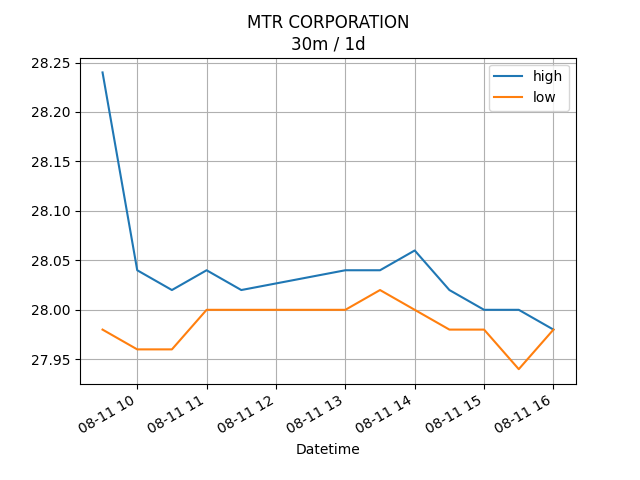 MTR CORPORATION
30m / 1d
high
low
28.25
28.20
28.15
28.10
28.05
28.00
27.95
08-11 10
08-11 11
08-11 12
08-11 13
08-11 14
08-11 15
08-11 16
Datetime